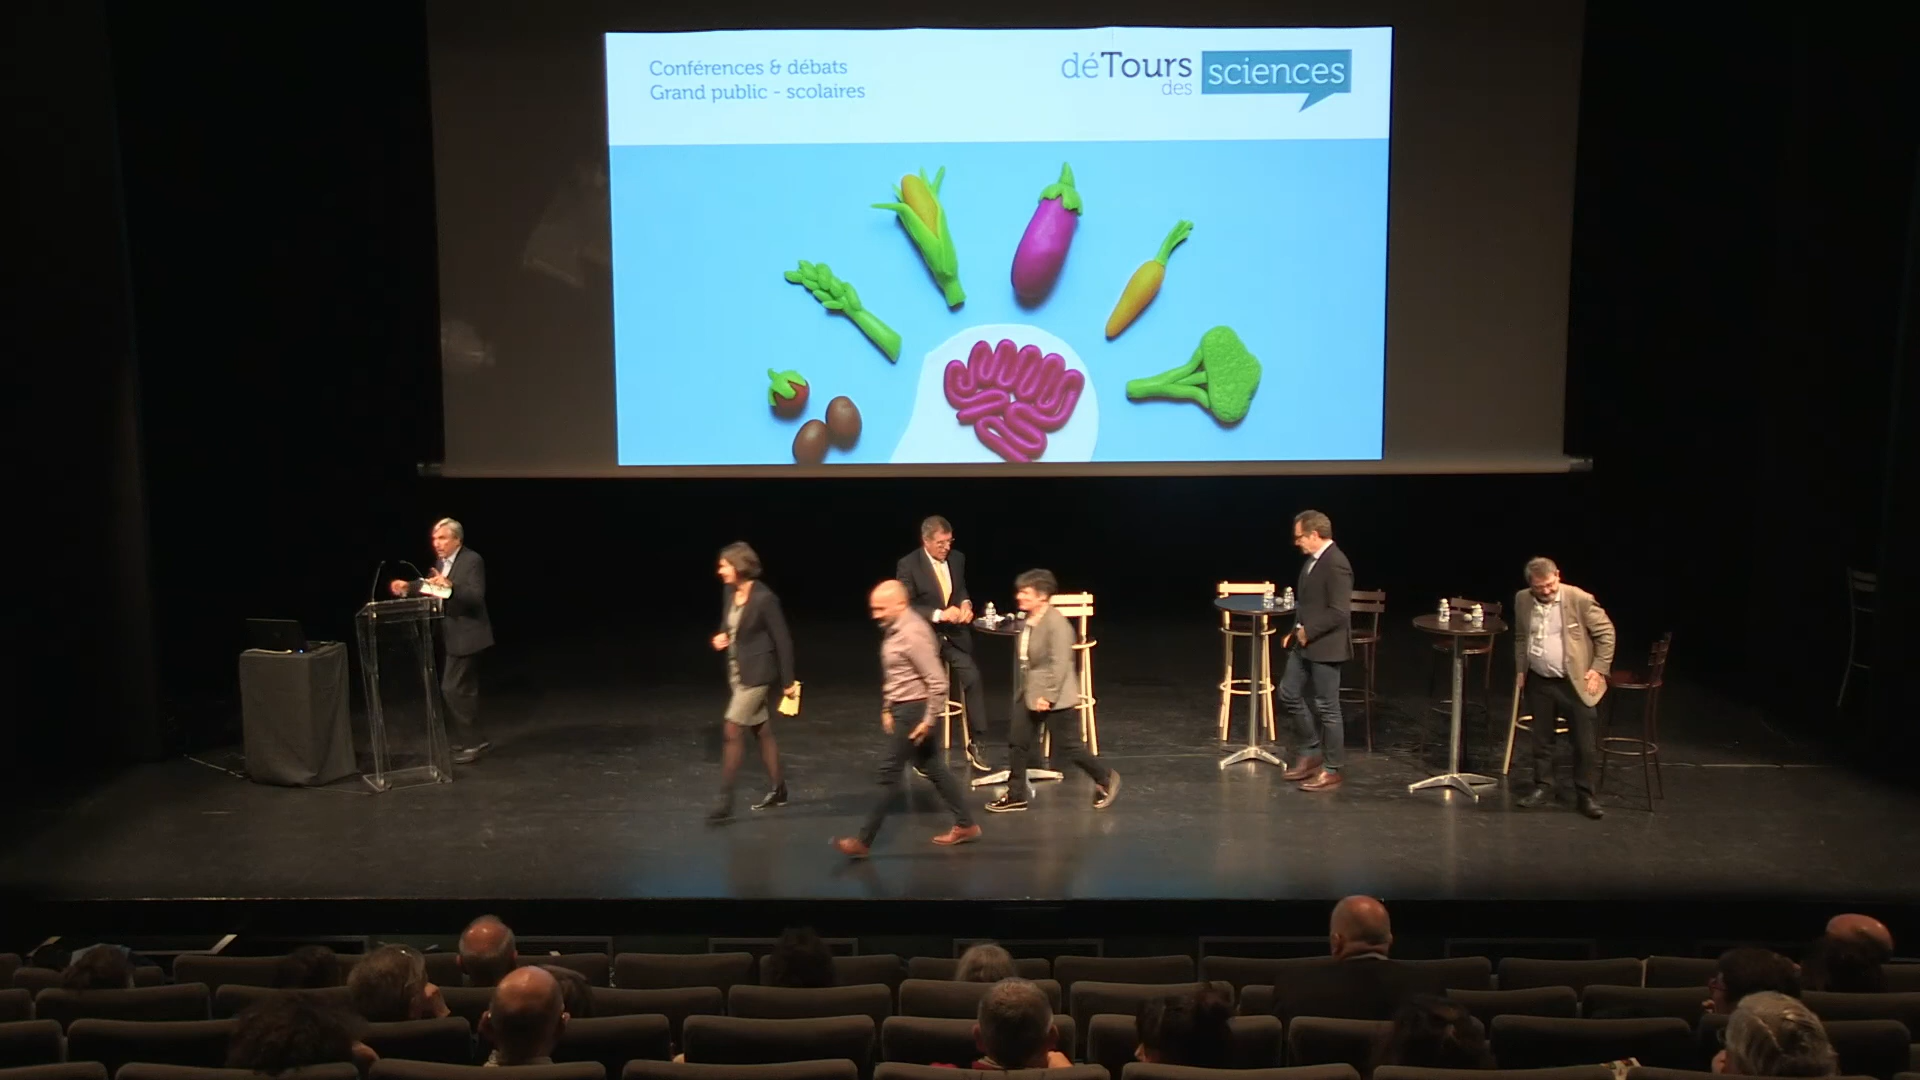 Conférences & débats
Grand public - scolaires
déTours
des
sciences